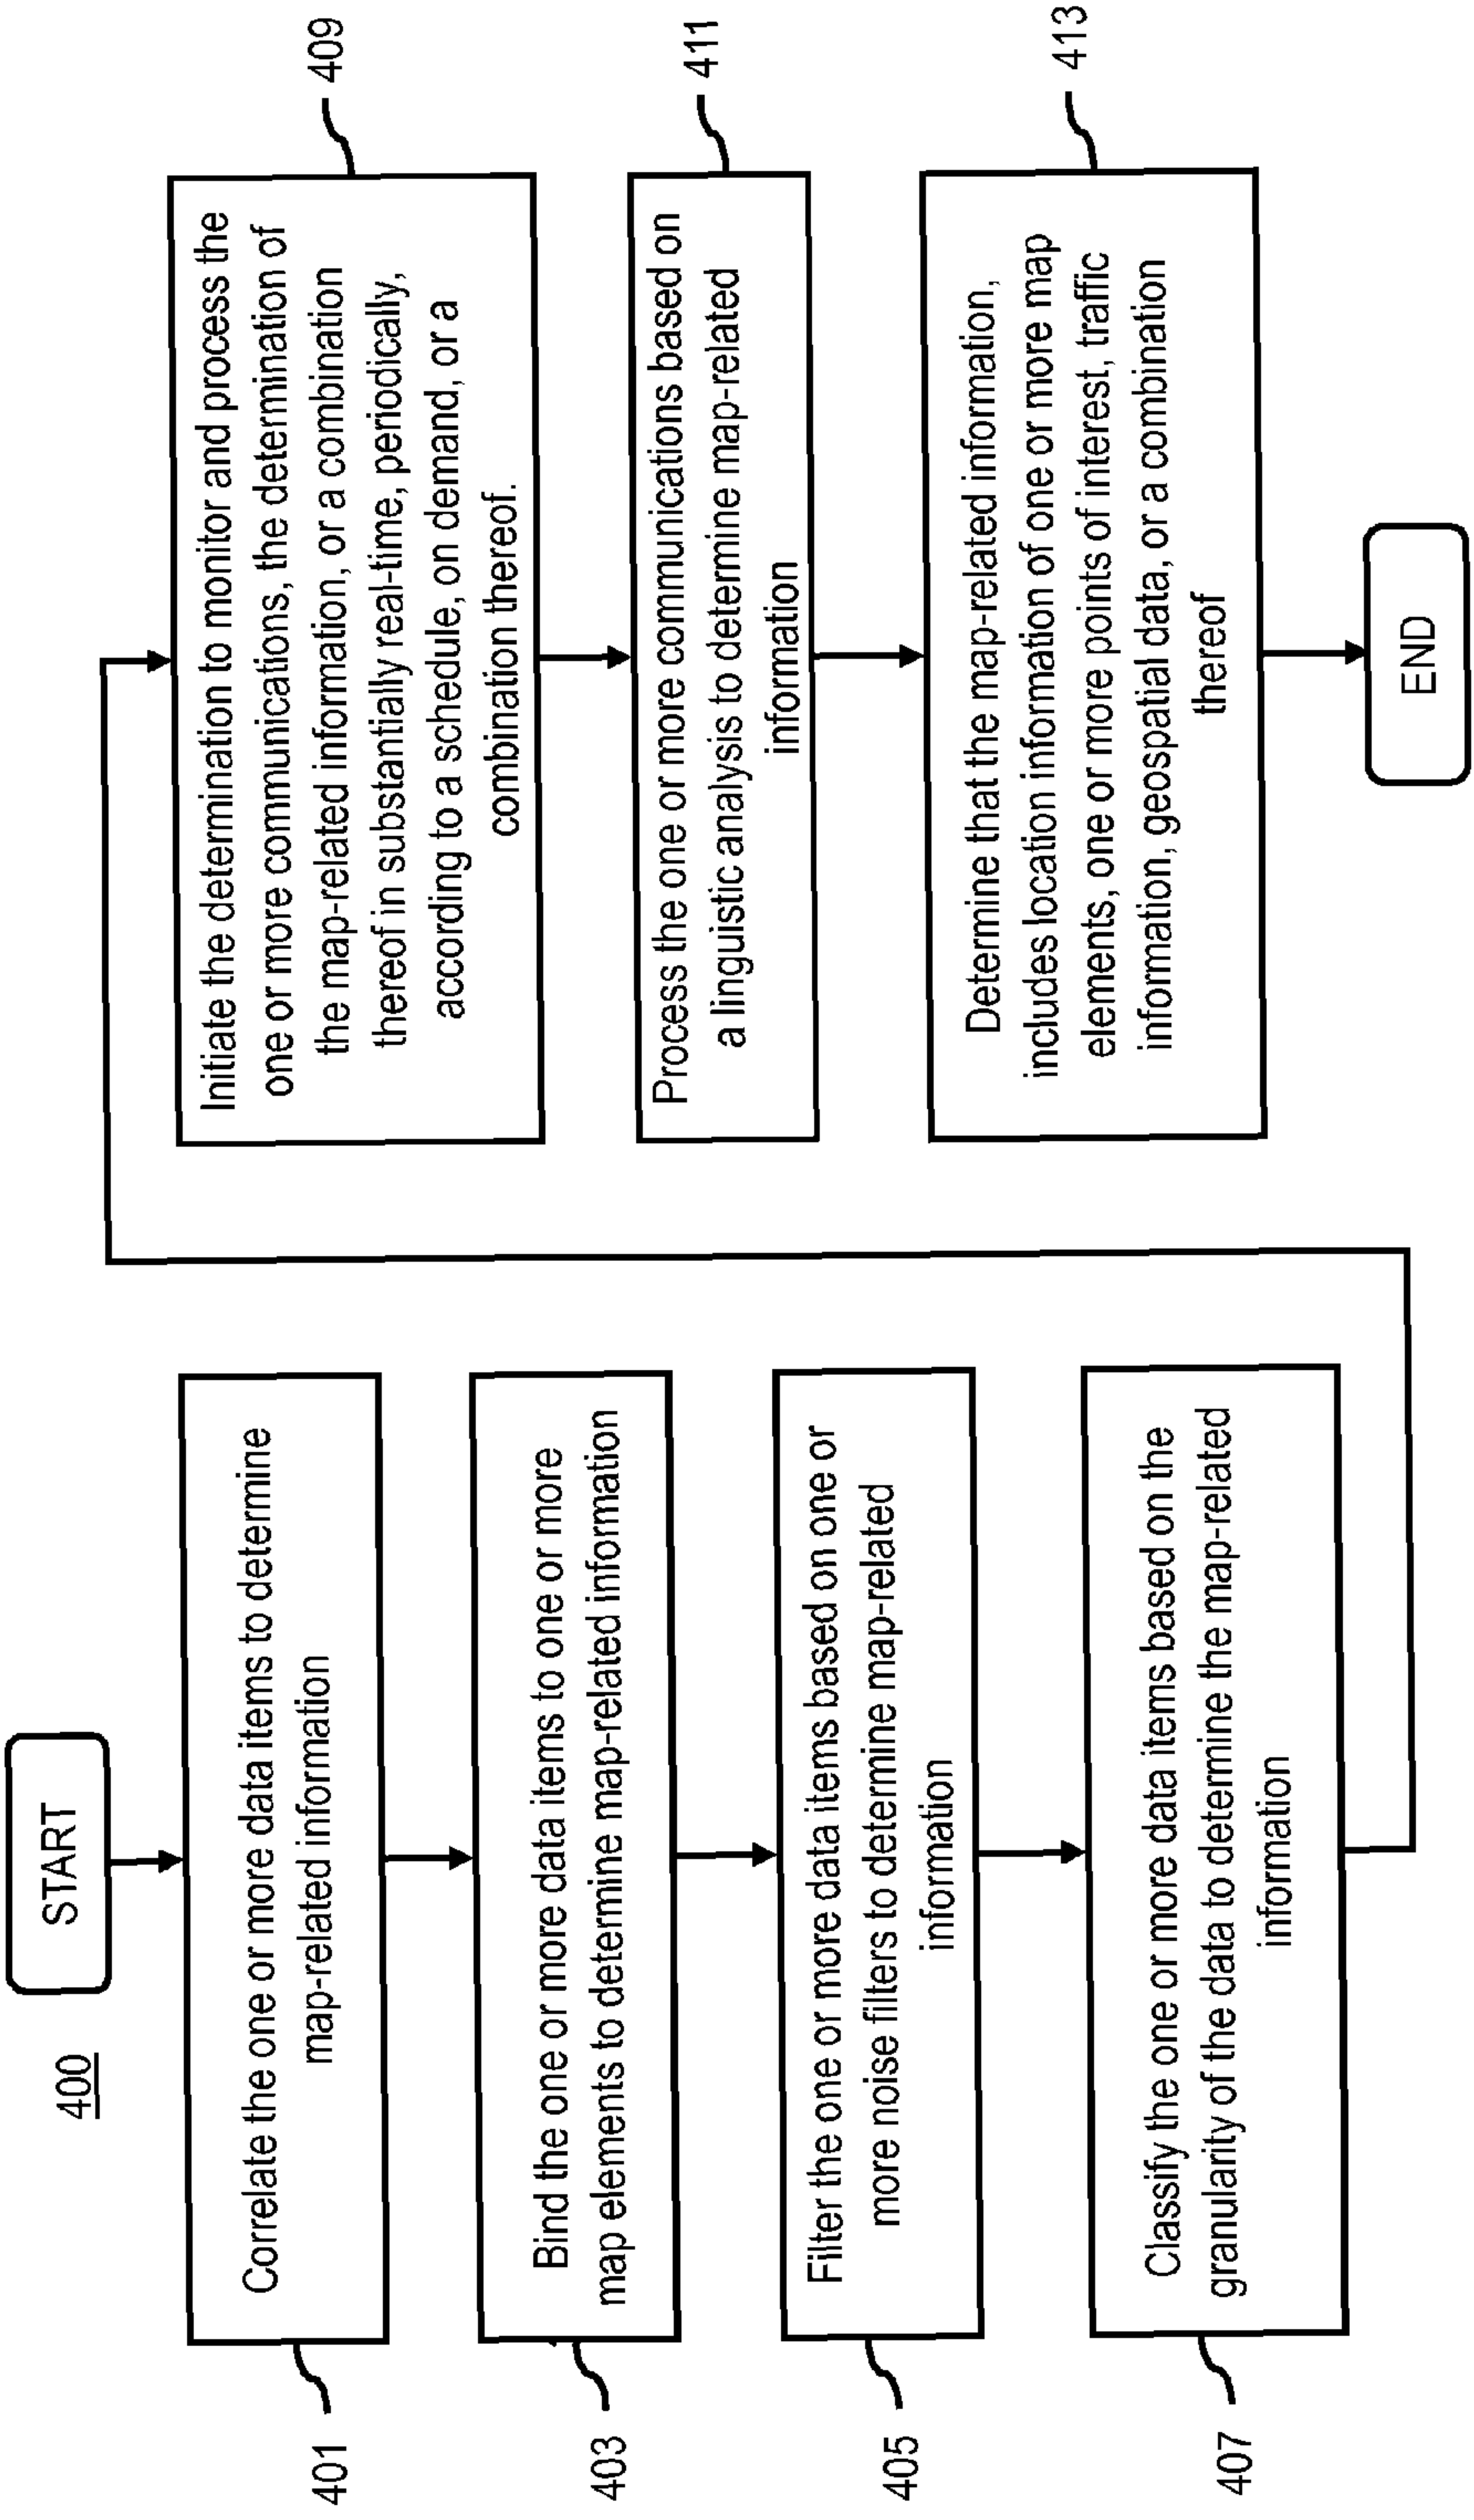 400
START
401
Correlate the one or more data items to determine
map-related information
403
Bind the one or more data items to one or more
map elements to determine map-related information
405
Filter the one or more data items based on one or
more noise filters to determine map-related
information
407
Classify the one or more data items based on the
granularity of the data to determine the map-related
information
409
Initiate the determination to monitor and process the
one or more communications, the determination of
the map-related information, or a combination
thereof in substantially real-time, periodically,
according to a schedule, on demand, or a
combination thereof.
411
Process the one or more communications based on
a linguistic analysis to determine map-related
information
413
Determine that the map-related information,
includes location information of one or more map
elements, one or more points of interest, traffic
information, geospatial data, or a combination
thereof
END